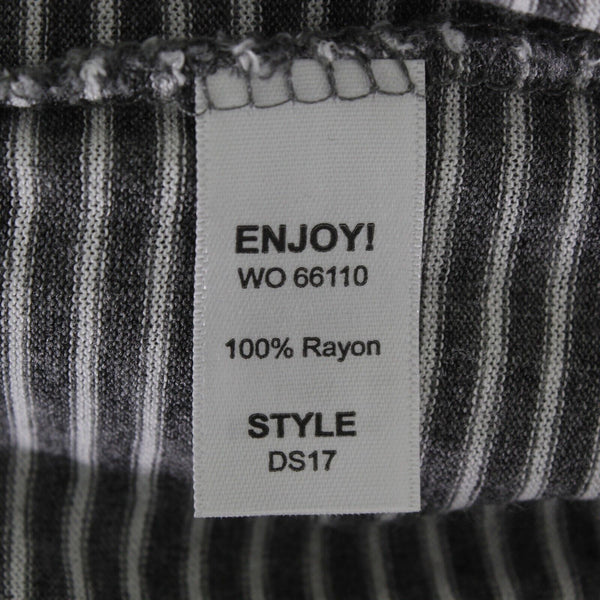 ENJOY!
WO 66110
100% Rayon
STYLE
DS17